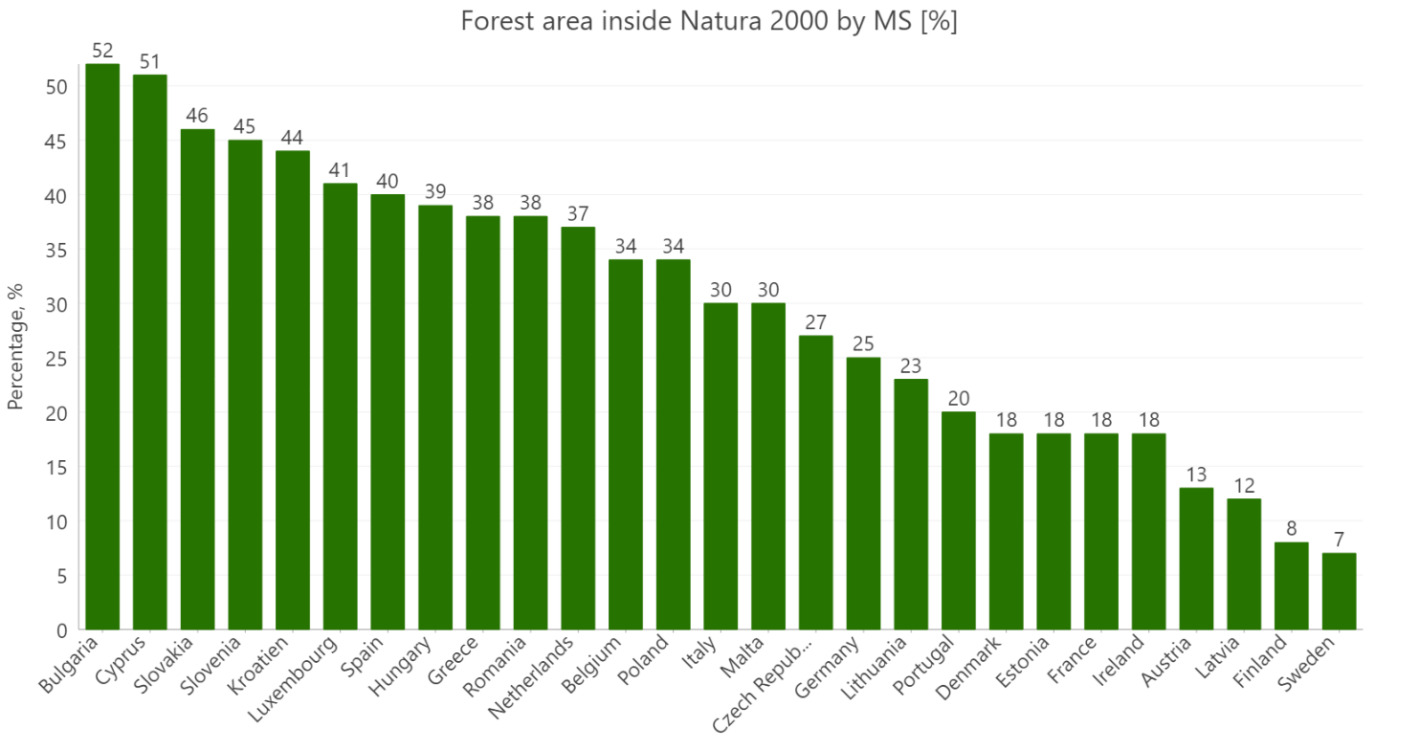 Forest area inside Natura 2000 by MS [%]
Percentage, %
50
45
40
35
30
25
20
15
10
5
0
52
51
46
45
44
41
40
39
38
38
37
34
34
30
30
27
25
23
20
18
18
18
18
13
12
8
7
Bulgaria
Cyprus
Slovakia
Slovenia
Kroatien
Luxembourg
Spain
Hungary
Greece
Romania
Netherlands
Belgium
Poland
Italy
Malta
Czech Repub...
Germany
Lithuania
Portugal
Denmark
Estonia
France
Ireland
Austria
Latvia
Finland
Sweden